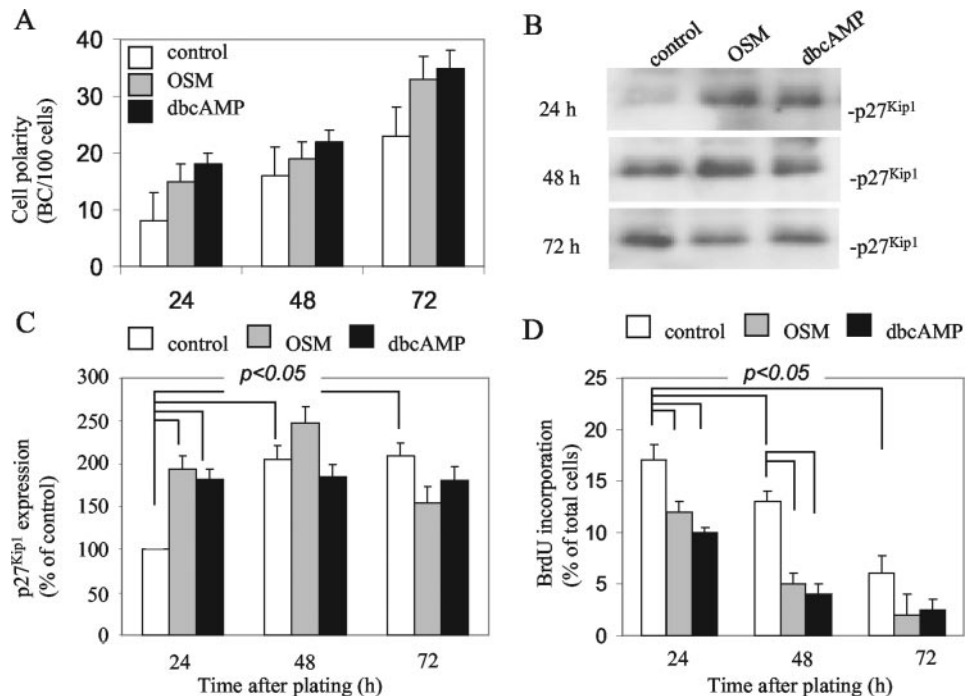 A
Cell polarity
(BC/100 cells)
40
30
20
10
0
control
OSM
dbcAMP
24 48 72
B
control OSM dbcAMP
24 h -p27Kip1
48 h -p27Kip1
72 h -p27Kip1
C
control OSM dbcAMP
p27Kip1 expression
(% of control)
300
250
200
150
100
50
0
p<0.05
24 48 72
Time after plating (h)
D
control OSM dbcAMP
BrdU incorporation
(% of total cells)
25
20
15
10
5
0
p<0.05
24 48 72
Time after plating (h)